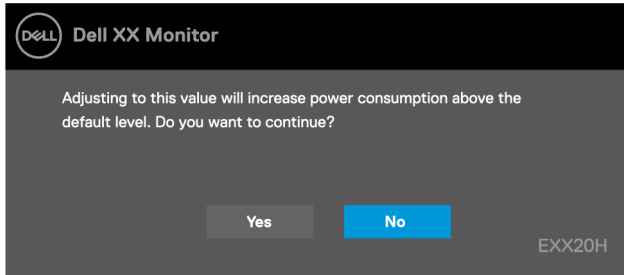 DELL Dell XX Monitor
Adjusting to this value will increase power consumption above the
default level. Do you want to continue?
Yes No
EXX20H